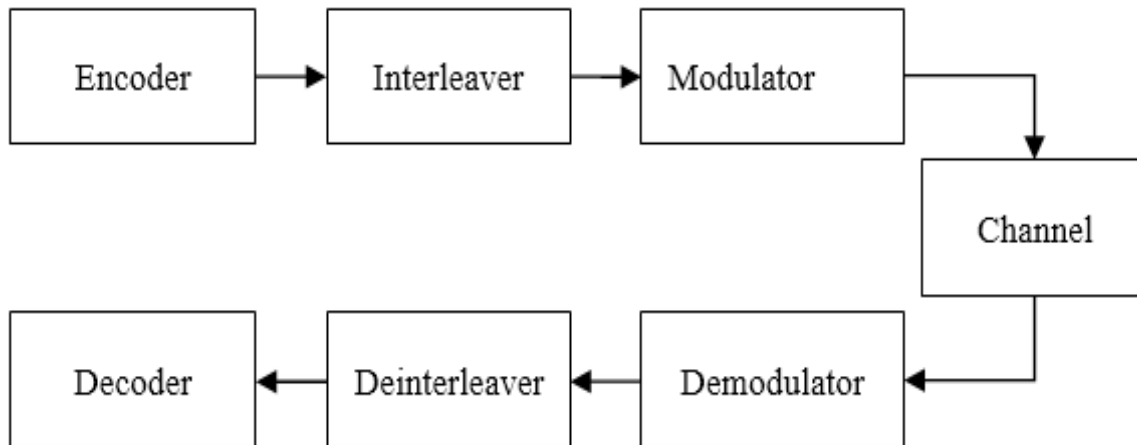 Encoder
Interleaver
Modulator
Channel
Demodulator
Deinterleaver
Decoder